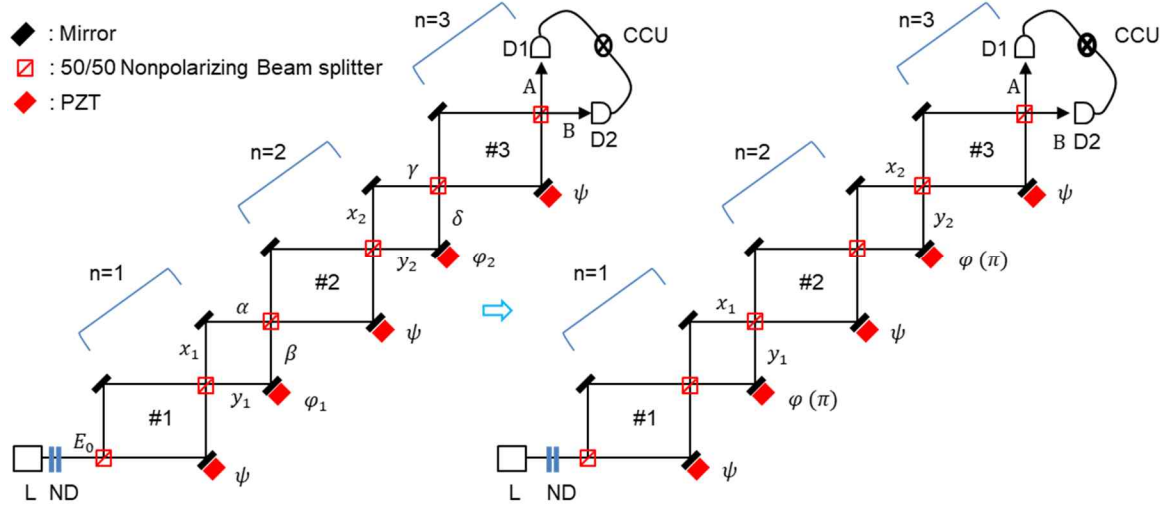 : Mirror
: 50/50 Nonpolarizing Beam splitter
: PZT
n=3
D1
CCU
A
B
D2
#3
n=2
γ
ψ
x₂
δ
y₂
φ₂
#2
n=1
α
ψ
x₁
β
y₁
φ₁
#1
E₀
ψ
L
ND
n=3
D1
CCU
A
B
D2
#3
n=2
x₂
ψ
y₂
φ (π)
#2
n=1
x₁
ψ
y₁
φ (π)
#1
ψ
L
ND